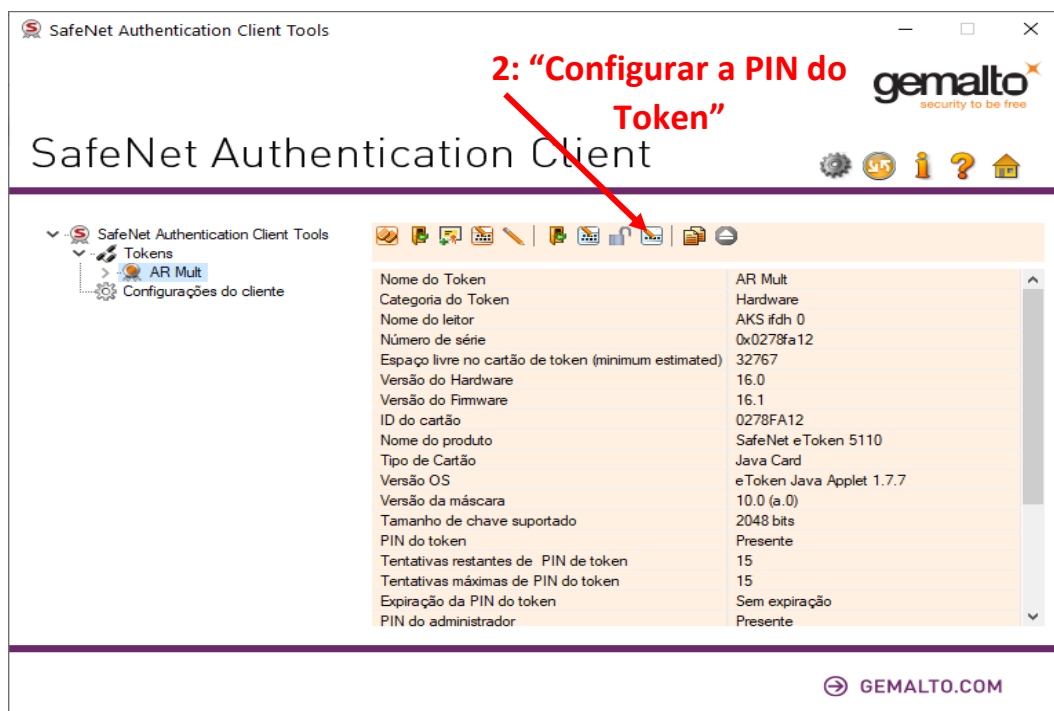 SafeNet Authentication Client Tools
2: “Configurar a PIN do
Token”
gemalto
security to be free
SafeNet Authentication Client
SafeNet Authentication Client Tools
Tokens
AR Mult
Configurações do cliente
Nome do Token AR Mult
Categoria do Token Hardware
Nome do leitor AKS ifdh 0
Número de série 0x0278fa12
Espaço livre no cartão de token (minimum estimated) 32767
Versão do Hardware 16.0
Versão do Firmware 16.1
ID do cartão 0278FA12
Nome do produto SafeNet eToken 5110
Tipo de Cartão Java Card
Versão OS eToken Java Applet 1.7.7
Versão da máscara 10.0 (a.0)
Tamanho de chave suportado 2048 bits
PIN do token Presente
Tentativas restantes de PIN de token 15
Tentativas máximas de PIN do token 15
Expiração da PIN do token Sem expiração
PIN do administrador Presente
GEMALTO.COM